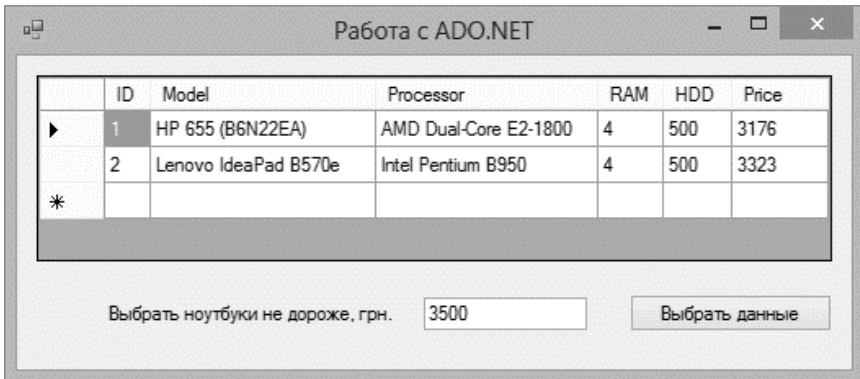 Работа с ADO.NET
ID Model Processor RAM HDD Price
1 HP 655 (B6N22EA) AMD Dual-Core E2-1800 4 500 3176
2 Lenovo IdeaPad B570e Intel Pentium B950 4 500 3323
Выбрать ноутбуки не дороже, грн. 3500 Выбрать данные